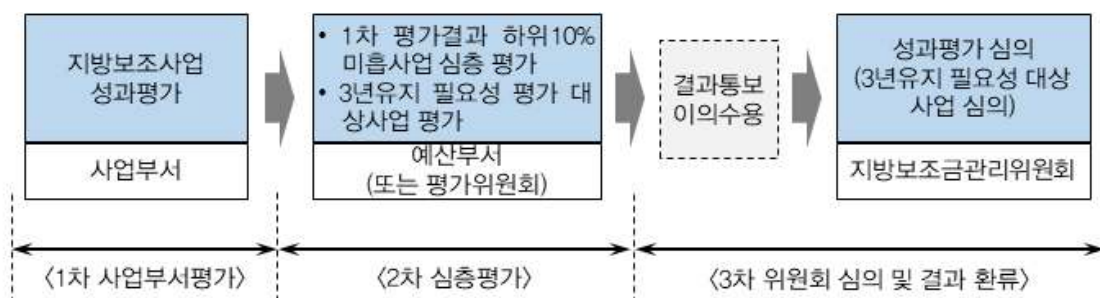 지방보조사업
성과평가
사업부서
• 1차 평가결과 하위10%
미흡사업 심층 평가
• 3년유지 필요성 평가 대
상사업 평가
예산부서
(또는 평가위원회)
결과통보
이의수용
성과평가 심의
(3년유지 필요성 대상
사업 심의)
지방보조금관리위원회
〈1차 사업부서평가〉
〈2차 심층평가〉
〈3차 위원회 심의 및 결과 환류〉